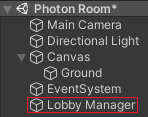 Photon Room*
Main Camera
Directional Light
Canvas
Ground
EventSystem
Lobby Manager